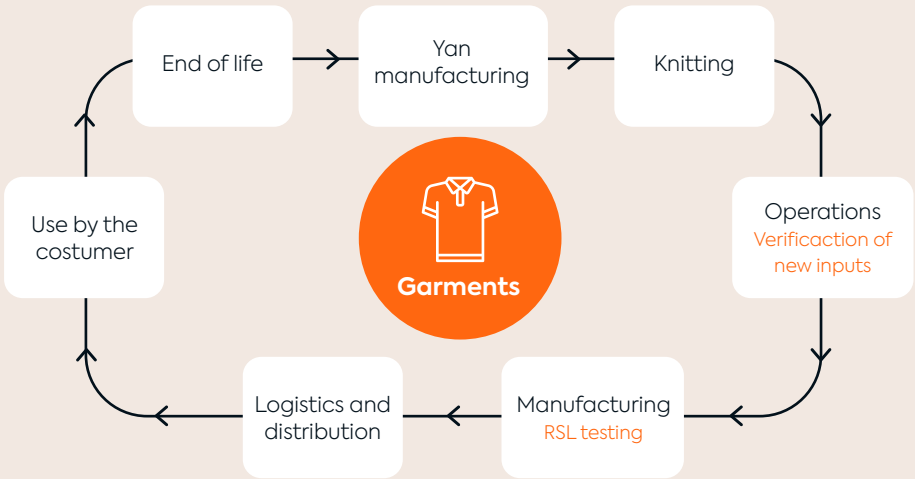 End of life
Yan
manufacturing
Knitting
Operations
Verificaction of
new inputs
Manufacturing
RSL testing
Logistics and
distribution
Use by the
costumer
Garments